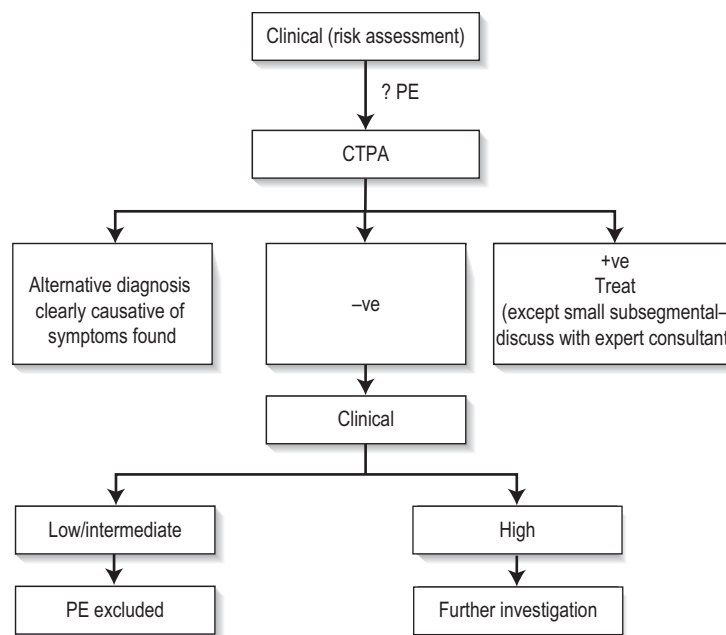 Clinical (risk assessment)
? PE
CTPA
Alternative diagnosis
clearly causative of
symptoms found
–ve
+ve
Treat
(except small subsegmental–
discuss with expert consultant
Clinical
Low/intermediate
High
PE excluded
Further investigation